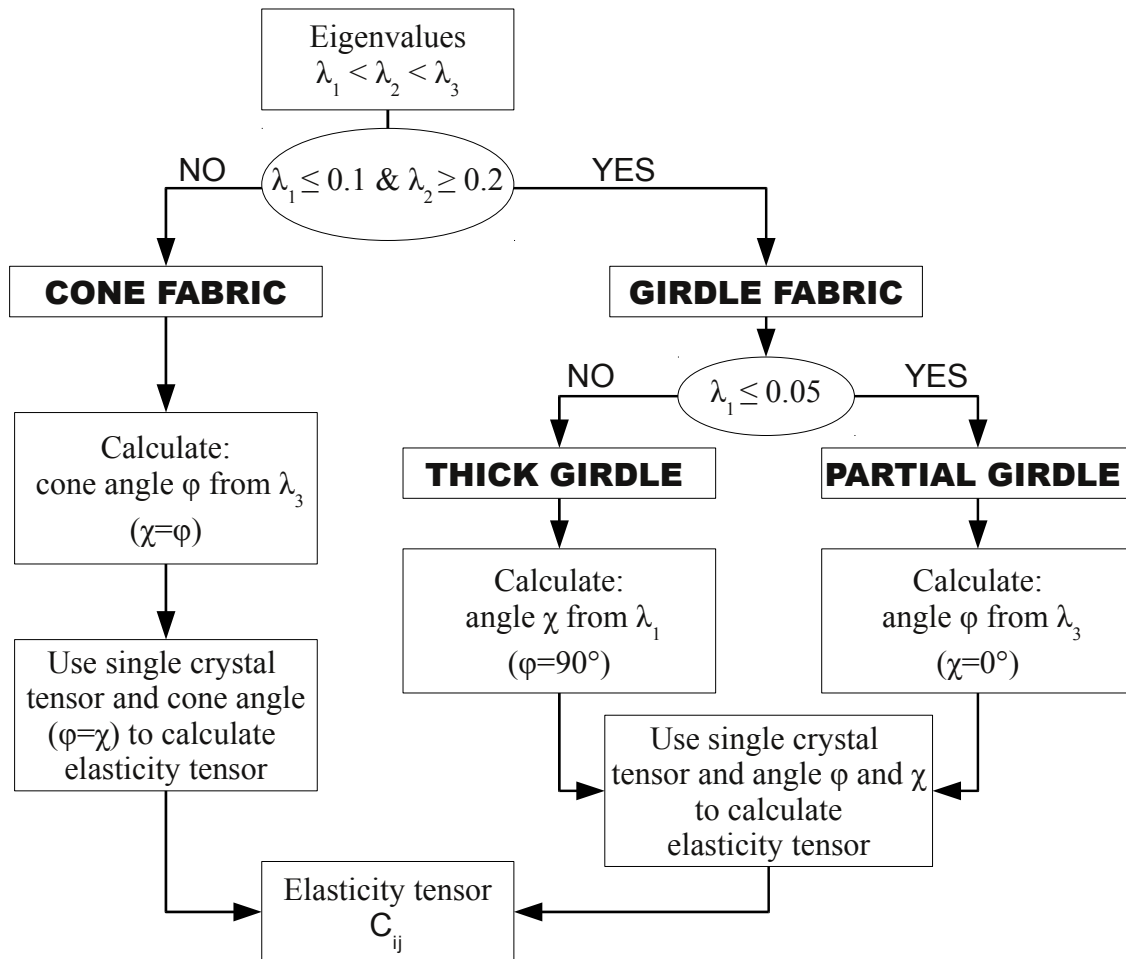 Eigenvalues
λ₁ < λ₂ < λ₃
NO
λ₁ ≤ 0.1 & λ₂ ≥ 0.2
YES
CONE FABRIC
GIRDLE FABRIC
NO
λ₁ ≤ 0.05
YES
Calculate:
cone angle φ from λ₃
(χ=φ)
THICK GIRDLE
PARTIAL GIRDLE
Calculate:
angle χ from λ₁
(φ=90°)
Calculate:
angle φ from λ₃
(χ=0°)
Use single crystal
tensor and cone angle
(φ=χ) to calculate
elasticity tensor
Use single crystal
tensor and angle φ and χ
to calculate
elasticity tensor
Elasticity tensor
Cᵢⱼ